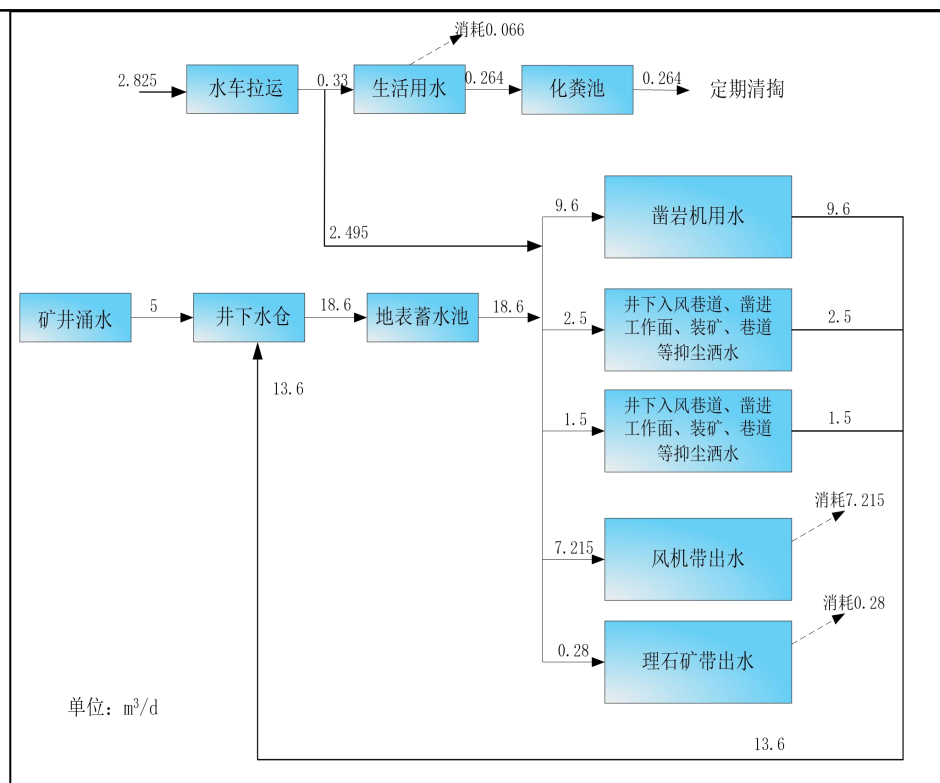 消耗0.066
2.825
水车拉运
0.33
生活用水
0.264
化粪池
0.264
定期清掏
2.495
9.6
凿岩机用水
9.6
矿井涌水
5
井下水仓
18.6
地表蓄水池
18.6
2.5
井下入风巷道、凿进
工作面、装矿、巷道
等抑尘洒水
2.5
13.6
1.5
井下入风巷道、凿进
工作面、装矿、巷道
等抑尘洒水
1.5
消耗7.215
7.215
风机带出水
消耗0.28
0.28
理石矿带出水
单位：m³/d
13.6